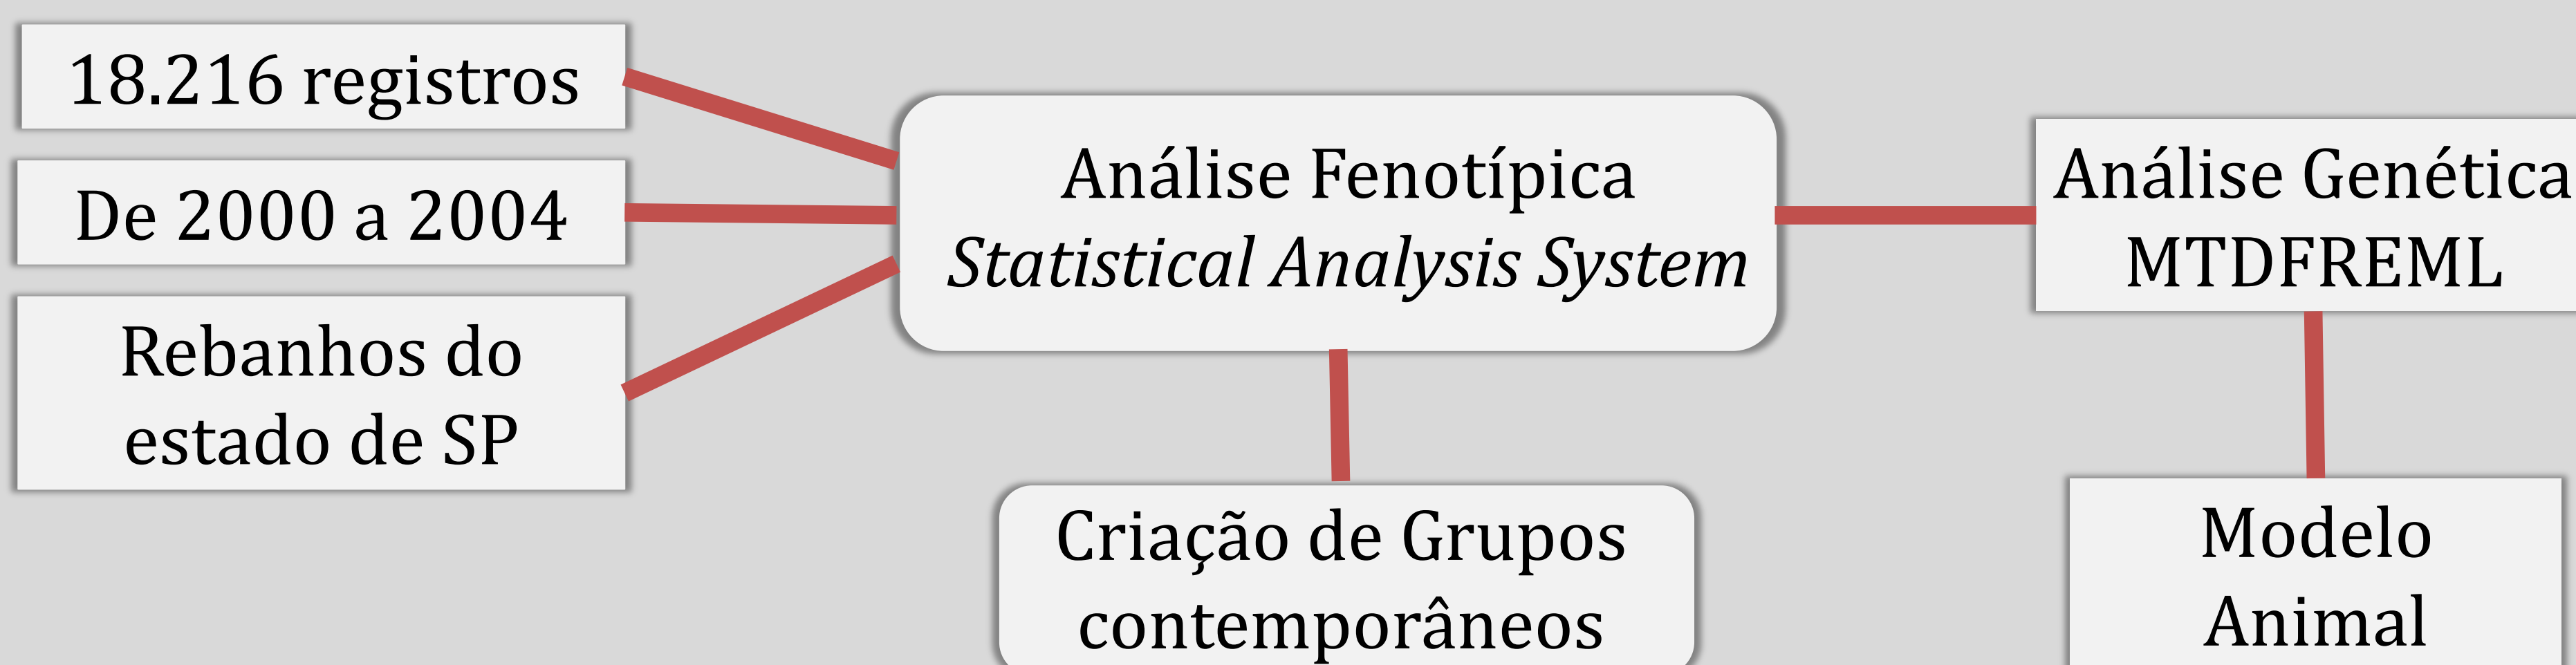 18.216 registros
De 2000 a 2004
Rebanhos do
estado de SP
Análise Fenotípica
Statistical Analysis System
Criação de Grupos
contemporâneos
Análise Genética
MTDFREML
Modelo
Animal